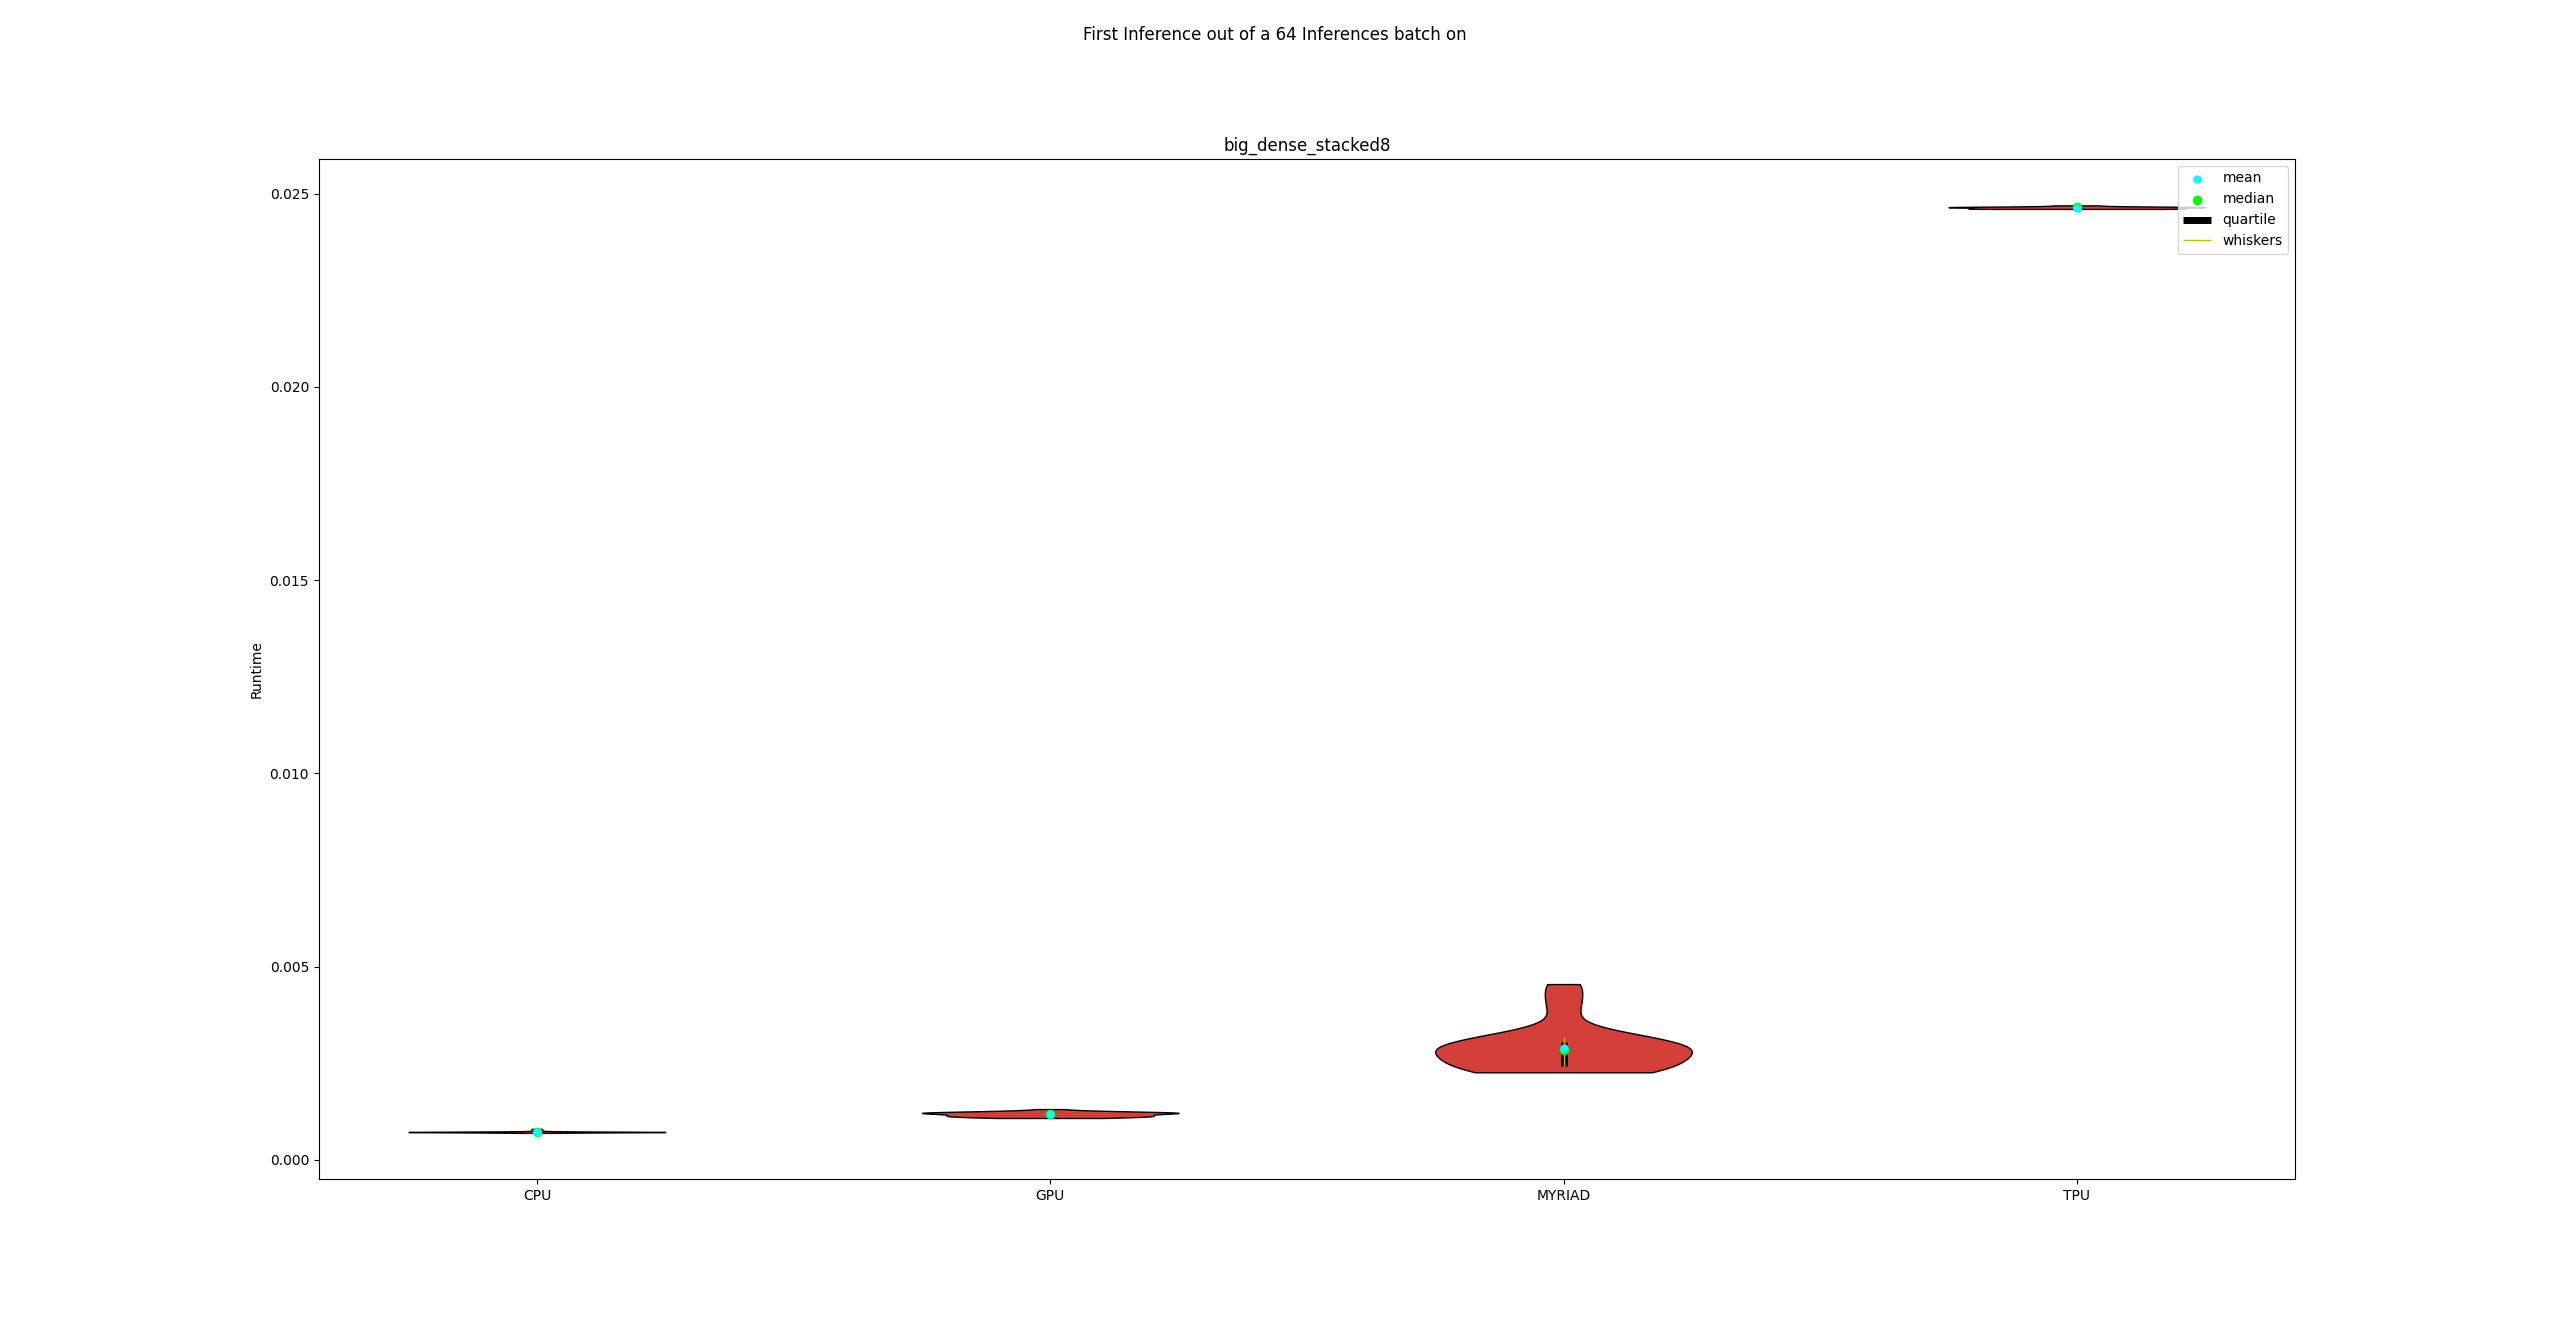 First Inference out of a 64 Inferences batch on
big_dense_stacked8
mean
median
quartile
whiskers
0.025
0.020
0.015
0.010
0.005
0.000
Runtime
CPU
GPU
MYRIAD
TPU